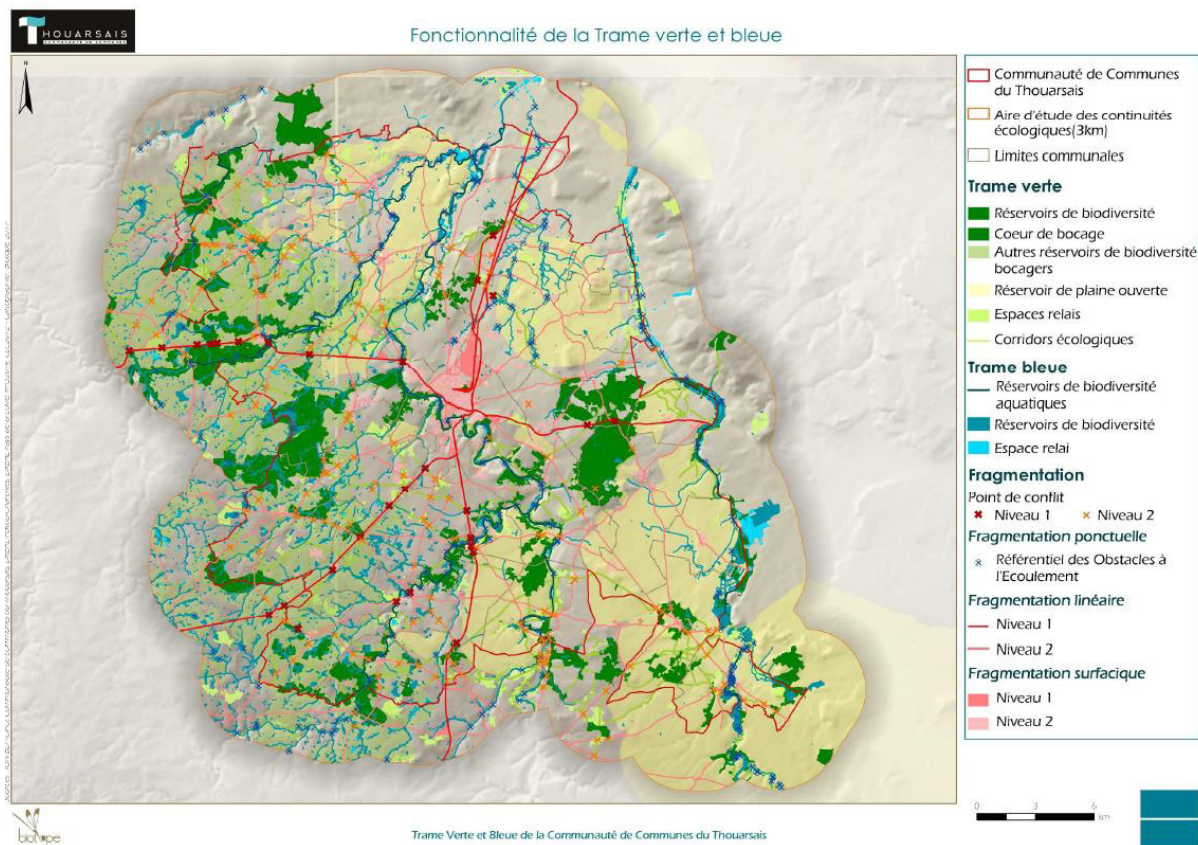 THOUARSAIS
Fonctionnalité de la Trame verte et bleue
N
Communauté de Communes
du Thouarsais
Aire d'étude des continuités
écologiques(3km)
Limites communales
Trame verte
Réservoirs de biodiversité
Coeur de bocage
Autres réservoirs de biodiversité
bocagers
Réservoir de plaine ouverte
Espaces relais
Corridors écologiques
Trame bleue
Réservoirs de biodiversité
aquatiques
Réservoirs de biodiversité
Espace relai
Fragmentation
Point de conflit
Niveau 1 Niveau 2
Fragmentation ponctuelle
Référentiel des Obstacles à
l'Ecoulement
Fragmentation linéaire
Niveau 1
Niveau 2
Fragmentation surfacique
Niveau 1
Niveau 2
0 3 6
biotope
Trame Verte et Bleue de la Communauté de Communes du Thouarsais